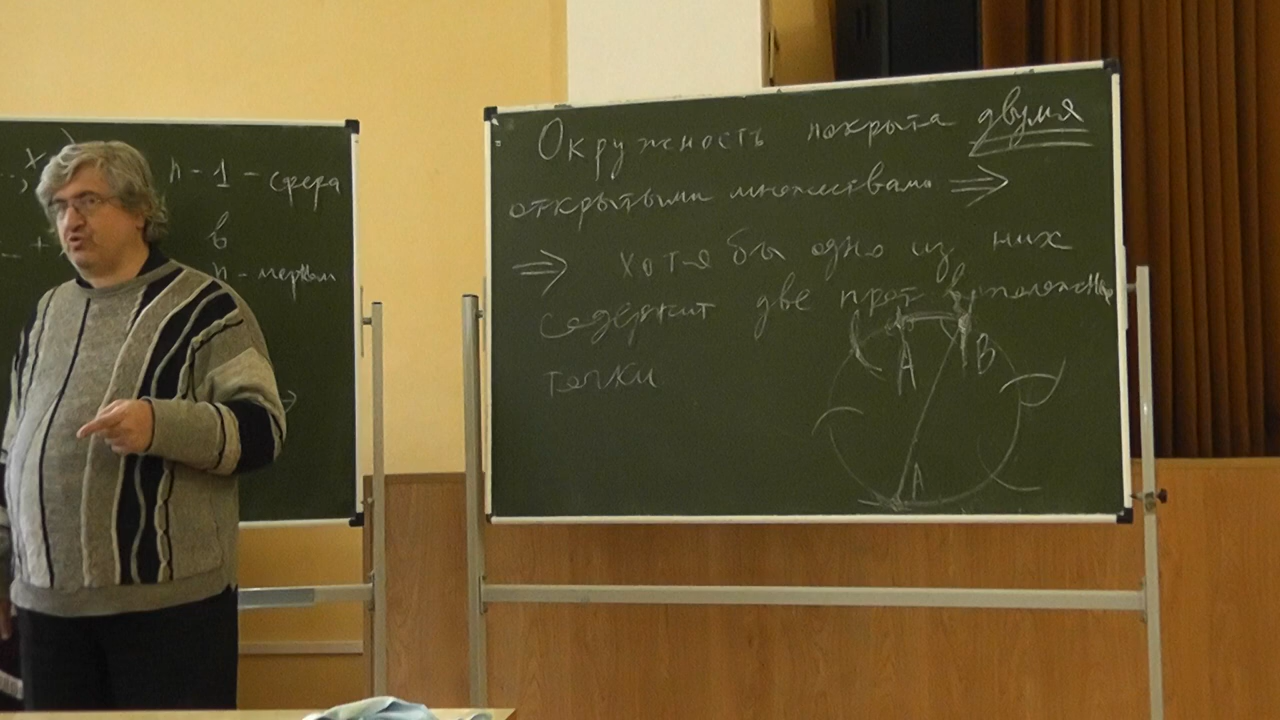 n-1-сфера
в
n-мерном
Окружность покрыта двумя
открытыми множествами ⇒
⇒ хотя бы одно из них
содержит две противоположные
точки
A
B
A